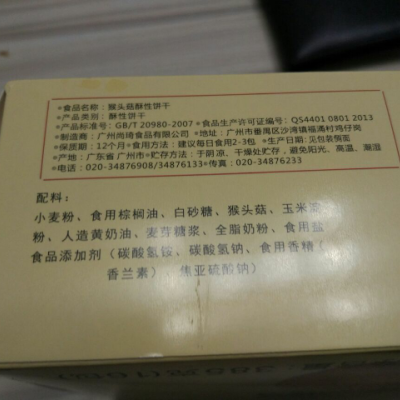 *食品名称：猴头菇酥性饼干
*产品类别：酥性饼干
*产品标准号：GB/T 20980-2007 *食品生产许可证编号：QS4401 0801 2013
*制造商：广州尚琦食品有限公司 *地址：广州市番禺区沙湾镇福涌村鸡仔岗
*保质期：12个月*食用方法：建议每日食用2-3包 *生产日期：见包装侧面
*产地：广东省 广州市*贮存方法：于阴凉、干燥处贮存，避免阳光、高温、潮湿
*电话：020-34876908/34876133*传真：020-34876233
配料：
小麦粉、食用棕榈油、白砂糖、猴头菇、玉米淀
粉、人造黄奶油、麦芽糖浆、全脂奶粉、食用盐
食品添加剂（碳酸氢铵、碳酸氢钠、食用香精（
香兰素）、焦亚硫酸钠）